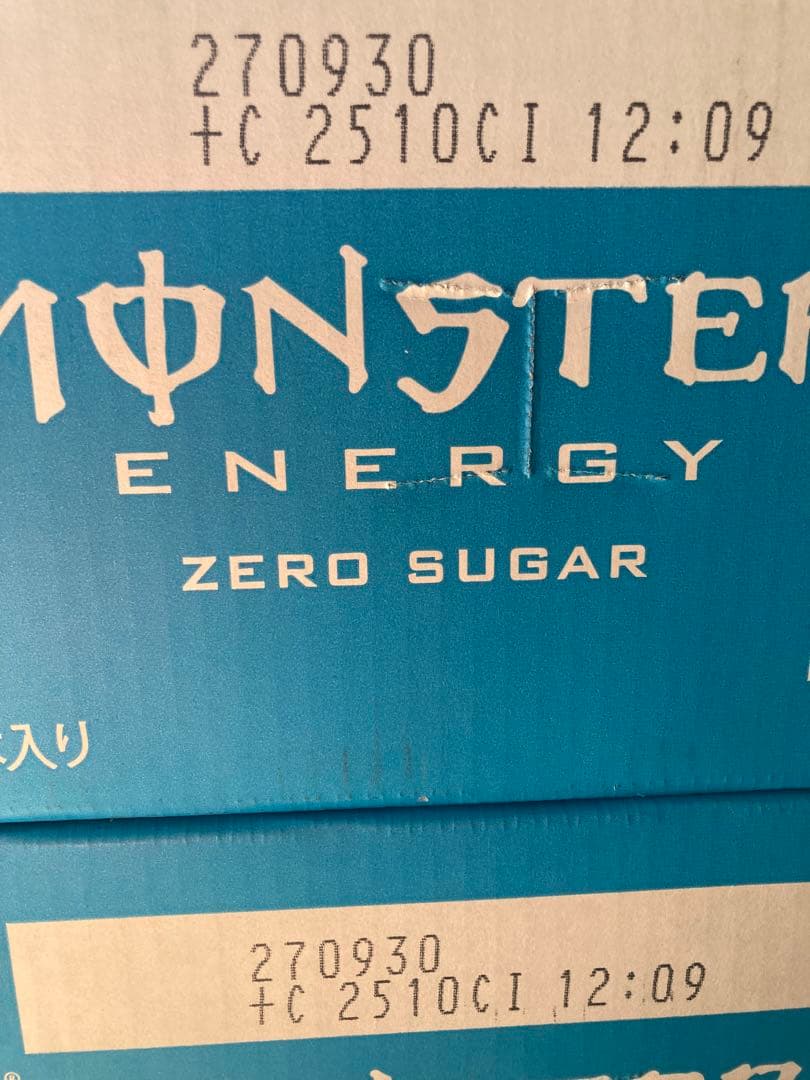 270930
+C 2510CI 12:09
MONSTER
ENERGY
ZERO SUGAR
入り
270930
+C 2510CI 12:09
®